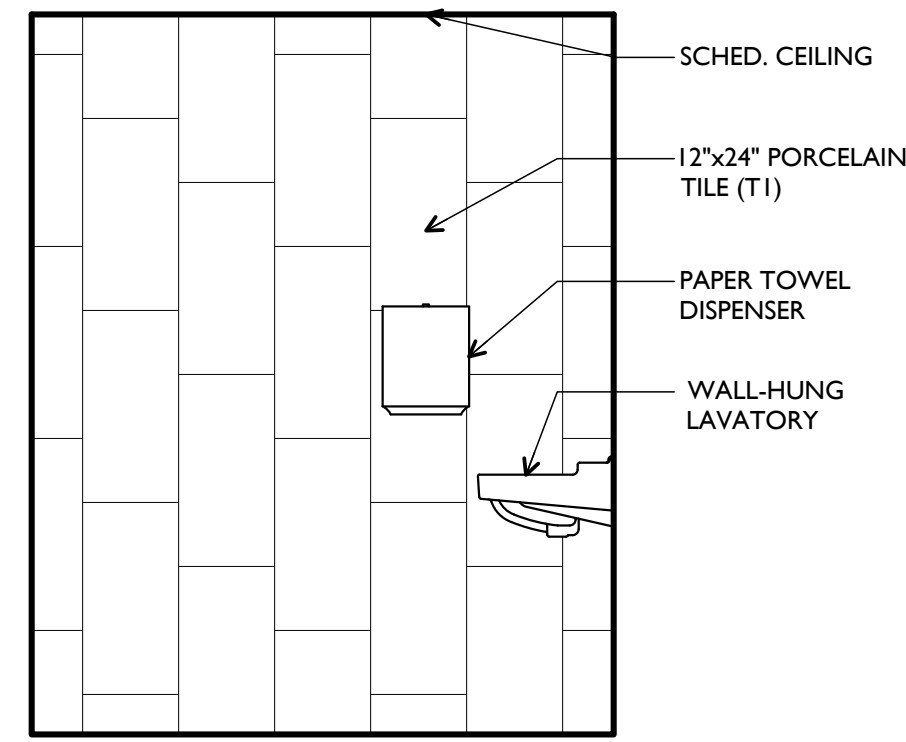 SCHED. CEILING
12"x24" PORCELAIN
TILE (T1)
PAPER TOWEL
DISPENSER
WALL-HUNG
LAVATORY